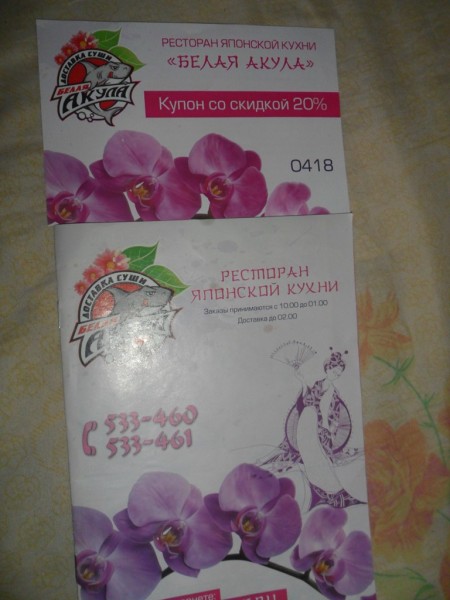 ДОСТАВКА СУШИ
БЕЛАЯ
АКУЛА
РЕСТОРАН ЯПОНСКОЙ КУХНИ
«БЕЛАЯ АКУЛА»
Купон со скидкой 20%
0418
ДОСТАВКА СУШИ
БЕЛАЯ
АКУЛА
РЕСТОРАН
ЯПОНСКОЙ КУХНИ
Заказы принимаются с 10.00 до 01.00
Доставка до 02.00
533-460
533-461